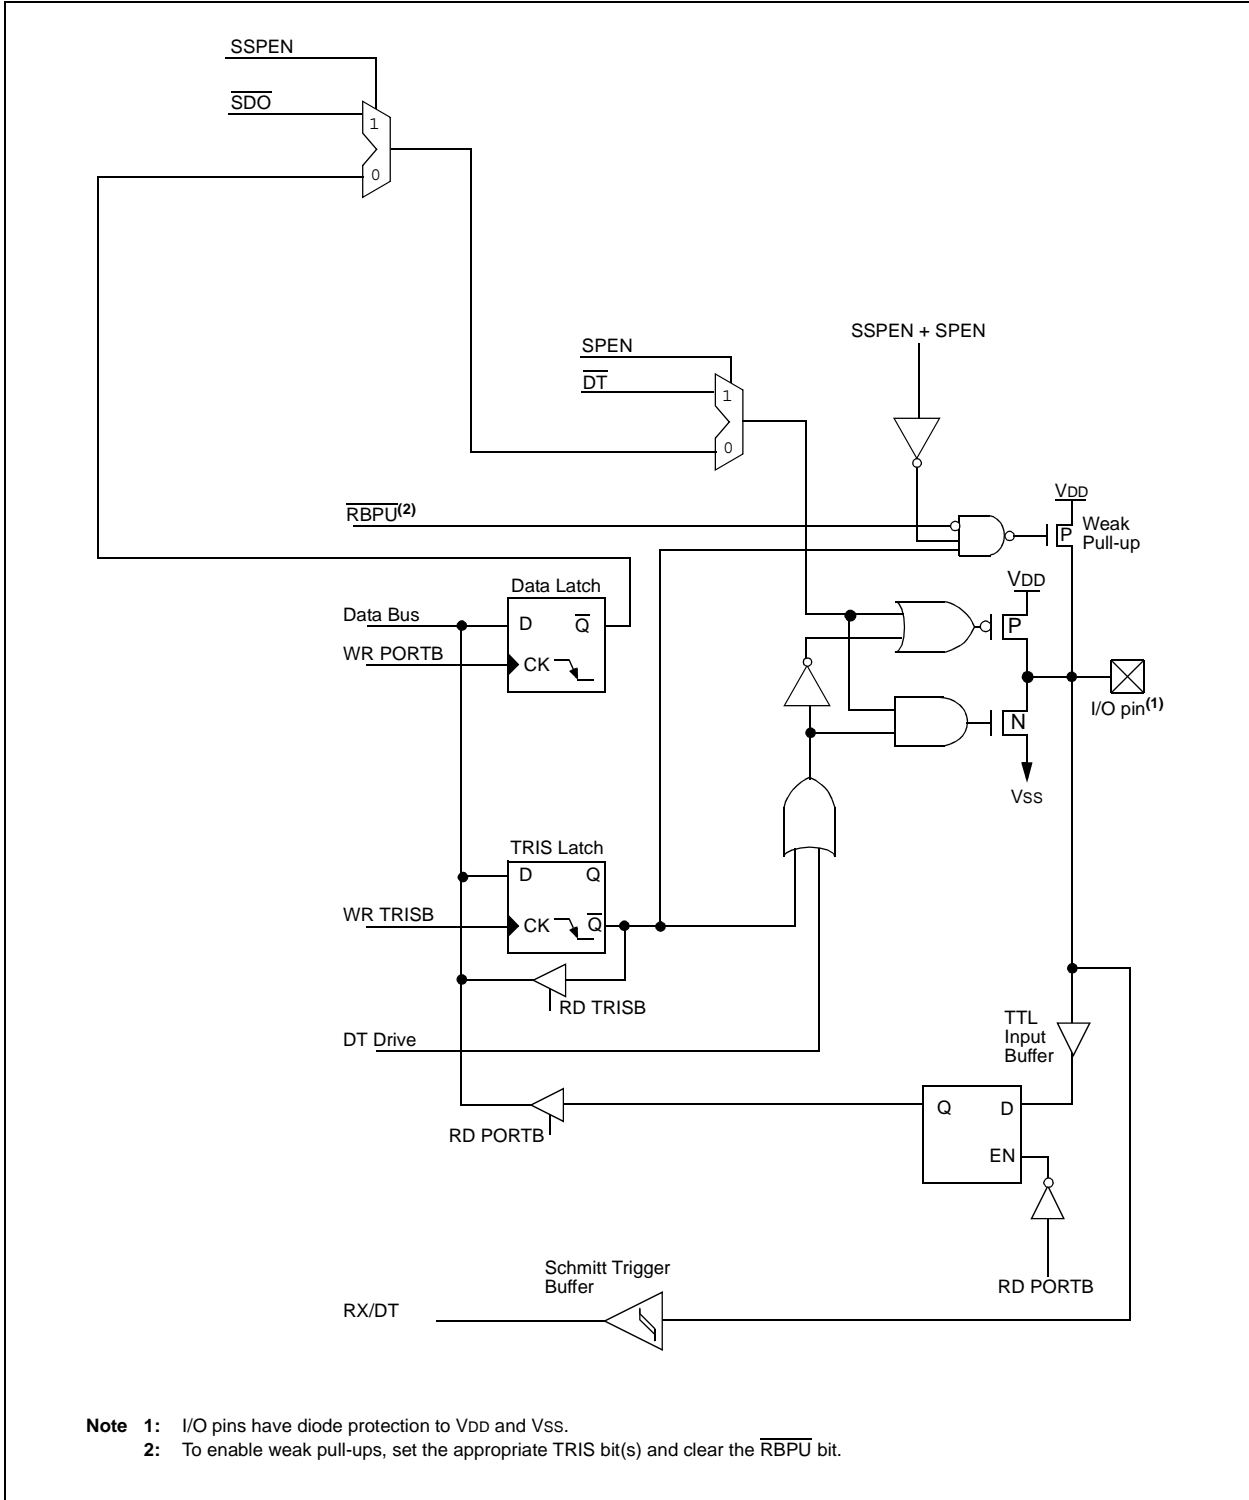 SSPEN
SDO
1
0
SSPEN + SPEN
SPEN
DT
1
0
RBPU(2)
VDD
P
Weak
Pull-up
VDD
Data Latch
Data Bus
D
Q
P
WR PORTB
CK
I/O pin(1)
N
VSS
TRIS Latch
D
Q
WR TRISB
CK
Q
RD TRISB
DT Drive
TTL
Input
Buffer
Q
D
RD PORTB
EN
Schmitt Trigger
Buffer
RD PORTB
RX/DT
Note 1: I/O pins have diode protection to VDD and VSS.
2: To enable weak pull-ups, set the appropriate TRIS bit(s) and clear the RBPU bit.